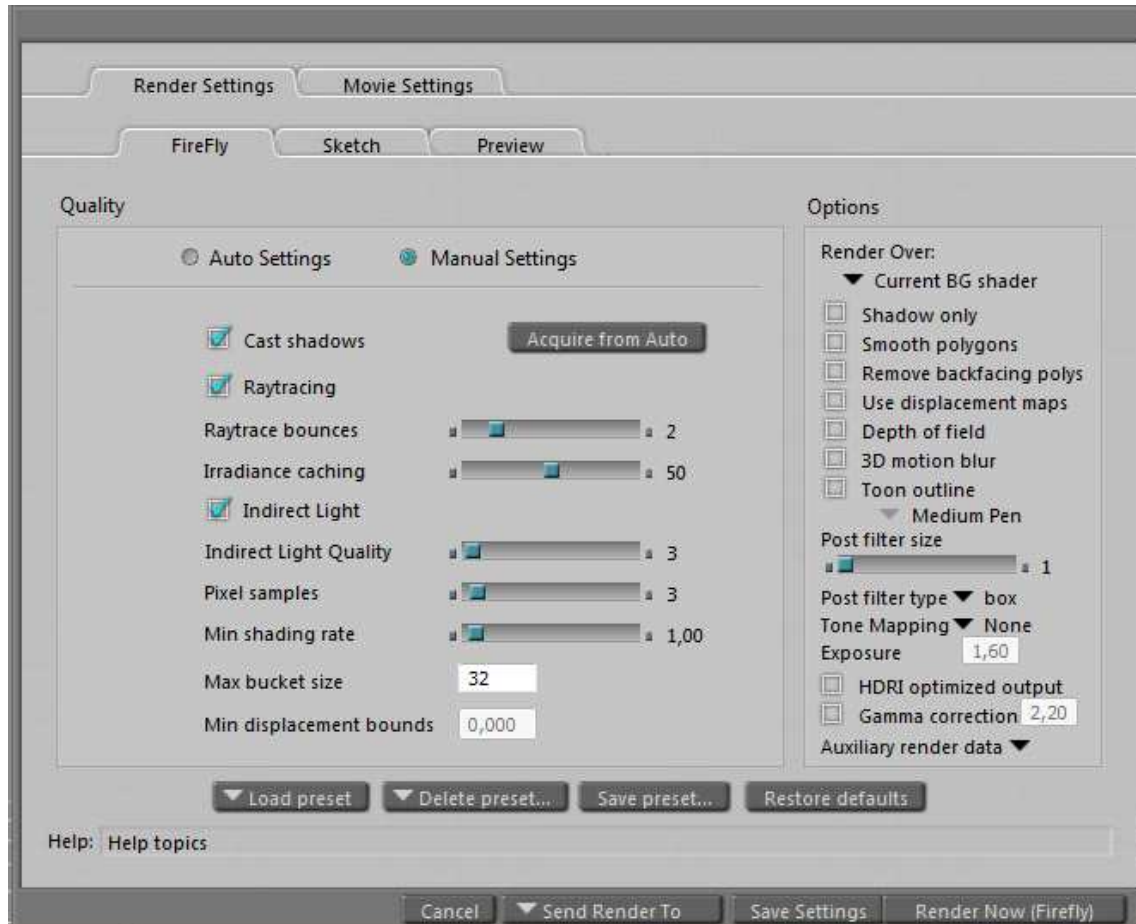 Render Settings Movie Settings
FireFly Sketch Preview
Quality
Auto Settings Manual Settings
Cast shadows Acquire from Auto
Raytracing
Raytrace bounces 2
Irradiance caching 50
Indirect Light
Indirect Light Quality 3
Pixel samples 3
Min shading rate 1,00
Max bucket size 32
Min displacement bounds 0,000
Options
Render Over:
Current BG shader
Shadow only
Smooth polygons
Remove backfacing polys
Use displacement maps
Depth of field
3D motion blur
Toon outline
Medium Pen
Post filter size
1
Post filter type box
Tone Mapping None
Exposure 1,60
HDRI optimized output
Gamma correction 2,20
Auxiliary render data
Load preset Delete preset... Save preset... Restore defaults
Help: Help topics
Cancel Send Render To Save Settings Render Now (Firefly)